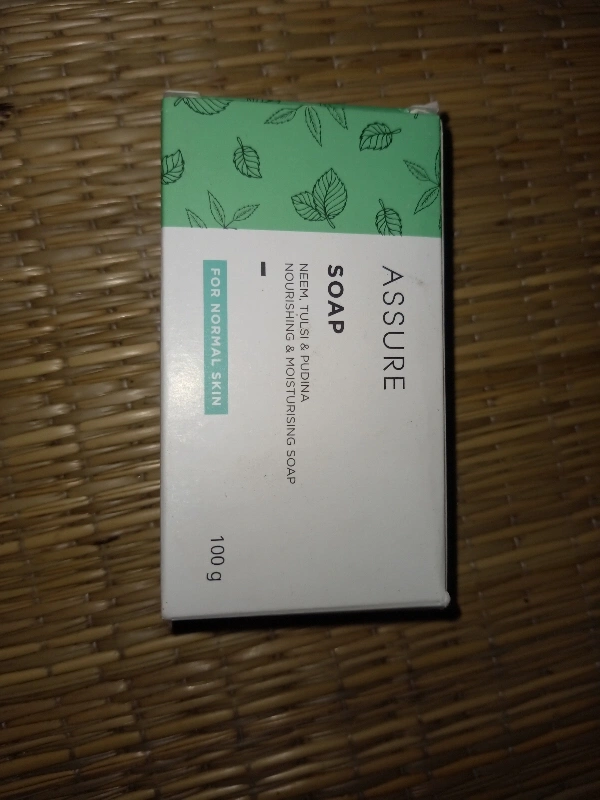 ASSURE
SOAP
NEEM, TULSI & PUDINA
NOURISHING & MOISTURISING SOAP
FOR NORMAL SKIN
100 g